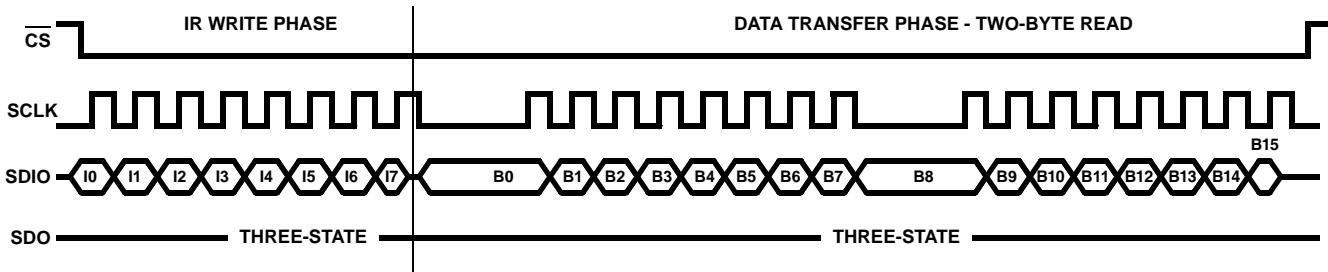 IR WRITE PHASE DATA TRANSFER PHASE - TWO-BYTE READ
CS
SCLK
B15
SDIO I0 I1 I2 I3 I4 I5 I6 I7 B0 B1 B2 B3 B4 B5 B6 B7 B8 B9 B10 B11 B12 B13 B14
SDO THREE-STATE THREE-STATE